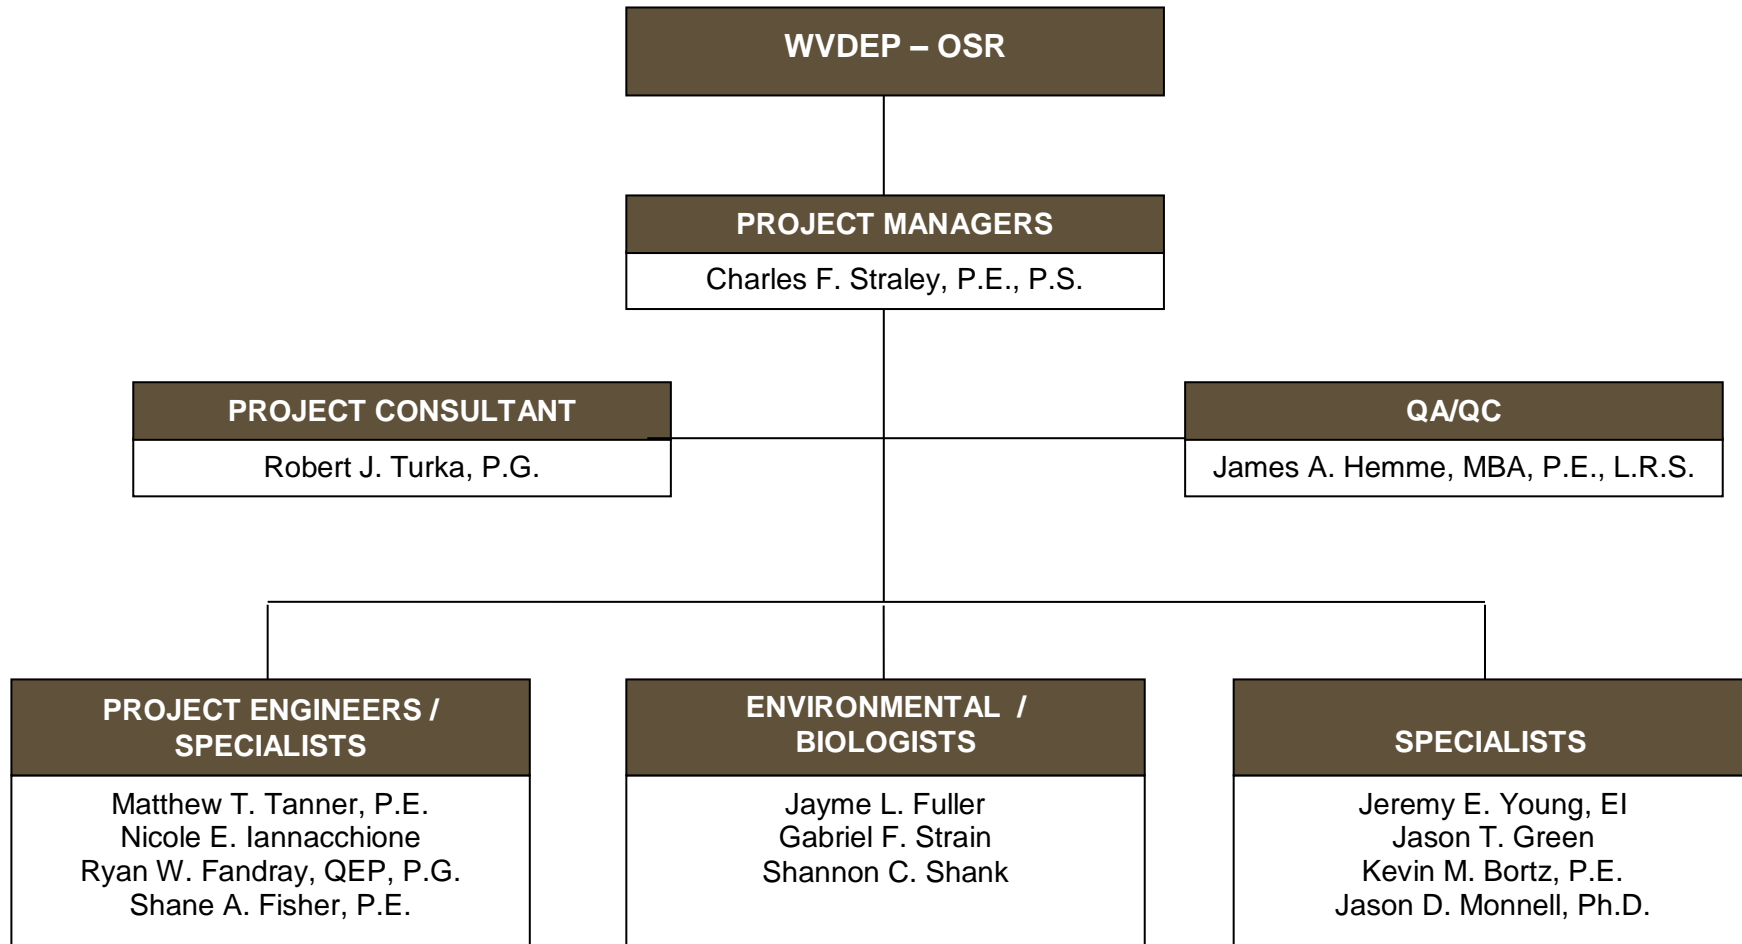 WVDEP – OSR
PROJECT MANAGERS
Charles F. Straley, P.E., P.S.
PROJECT CONSULTANT
Robert J. Turka, P.G.
QA/QC
James A. Hemme, MBA, P.E., L.R.S.
PROJECT ENGINEERS /
SPECIALISTS
Matthew T. Tanner, P.E.
Nicole E. Iannacchione
Ryan W. Fandray, QEP, P.G.
Shane A. Fisher, P.E.
ENVIRONMENTAL /
BIOLOGISTS
Jayme L. Fuller
Gabriel F. Strain
Shannon C. Shank
SPECIALISTS
Jeremy E. Young, EI
Jason T. Green
Kevin M. Bortz, P.E.
Jason D. Monnell, Ph.D.